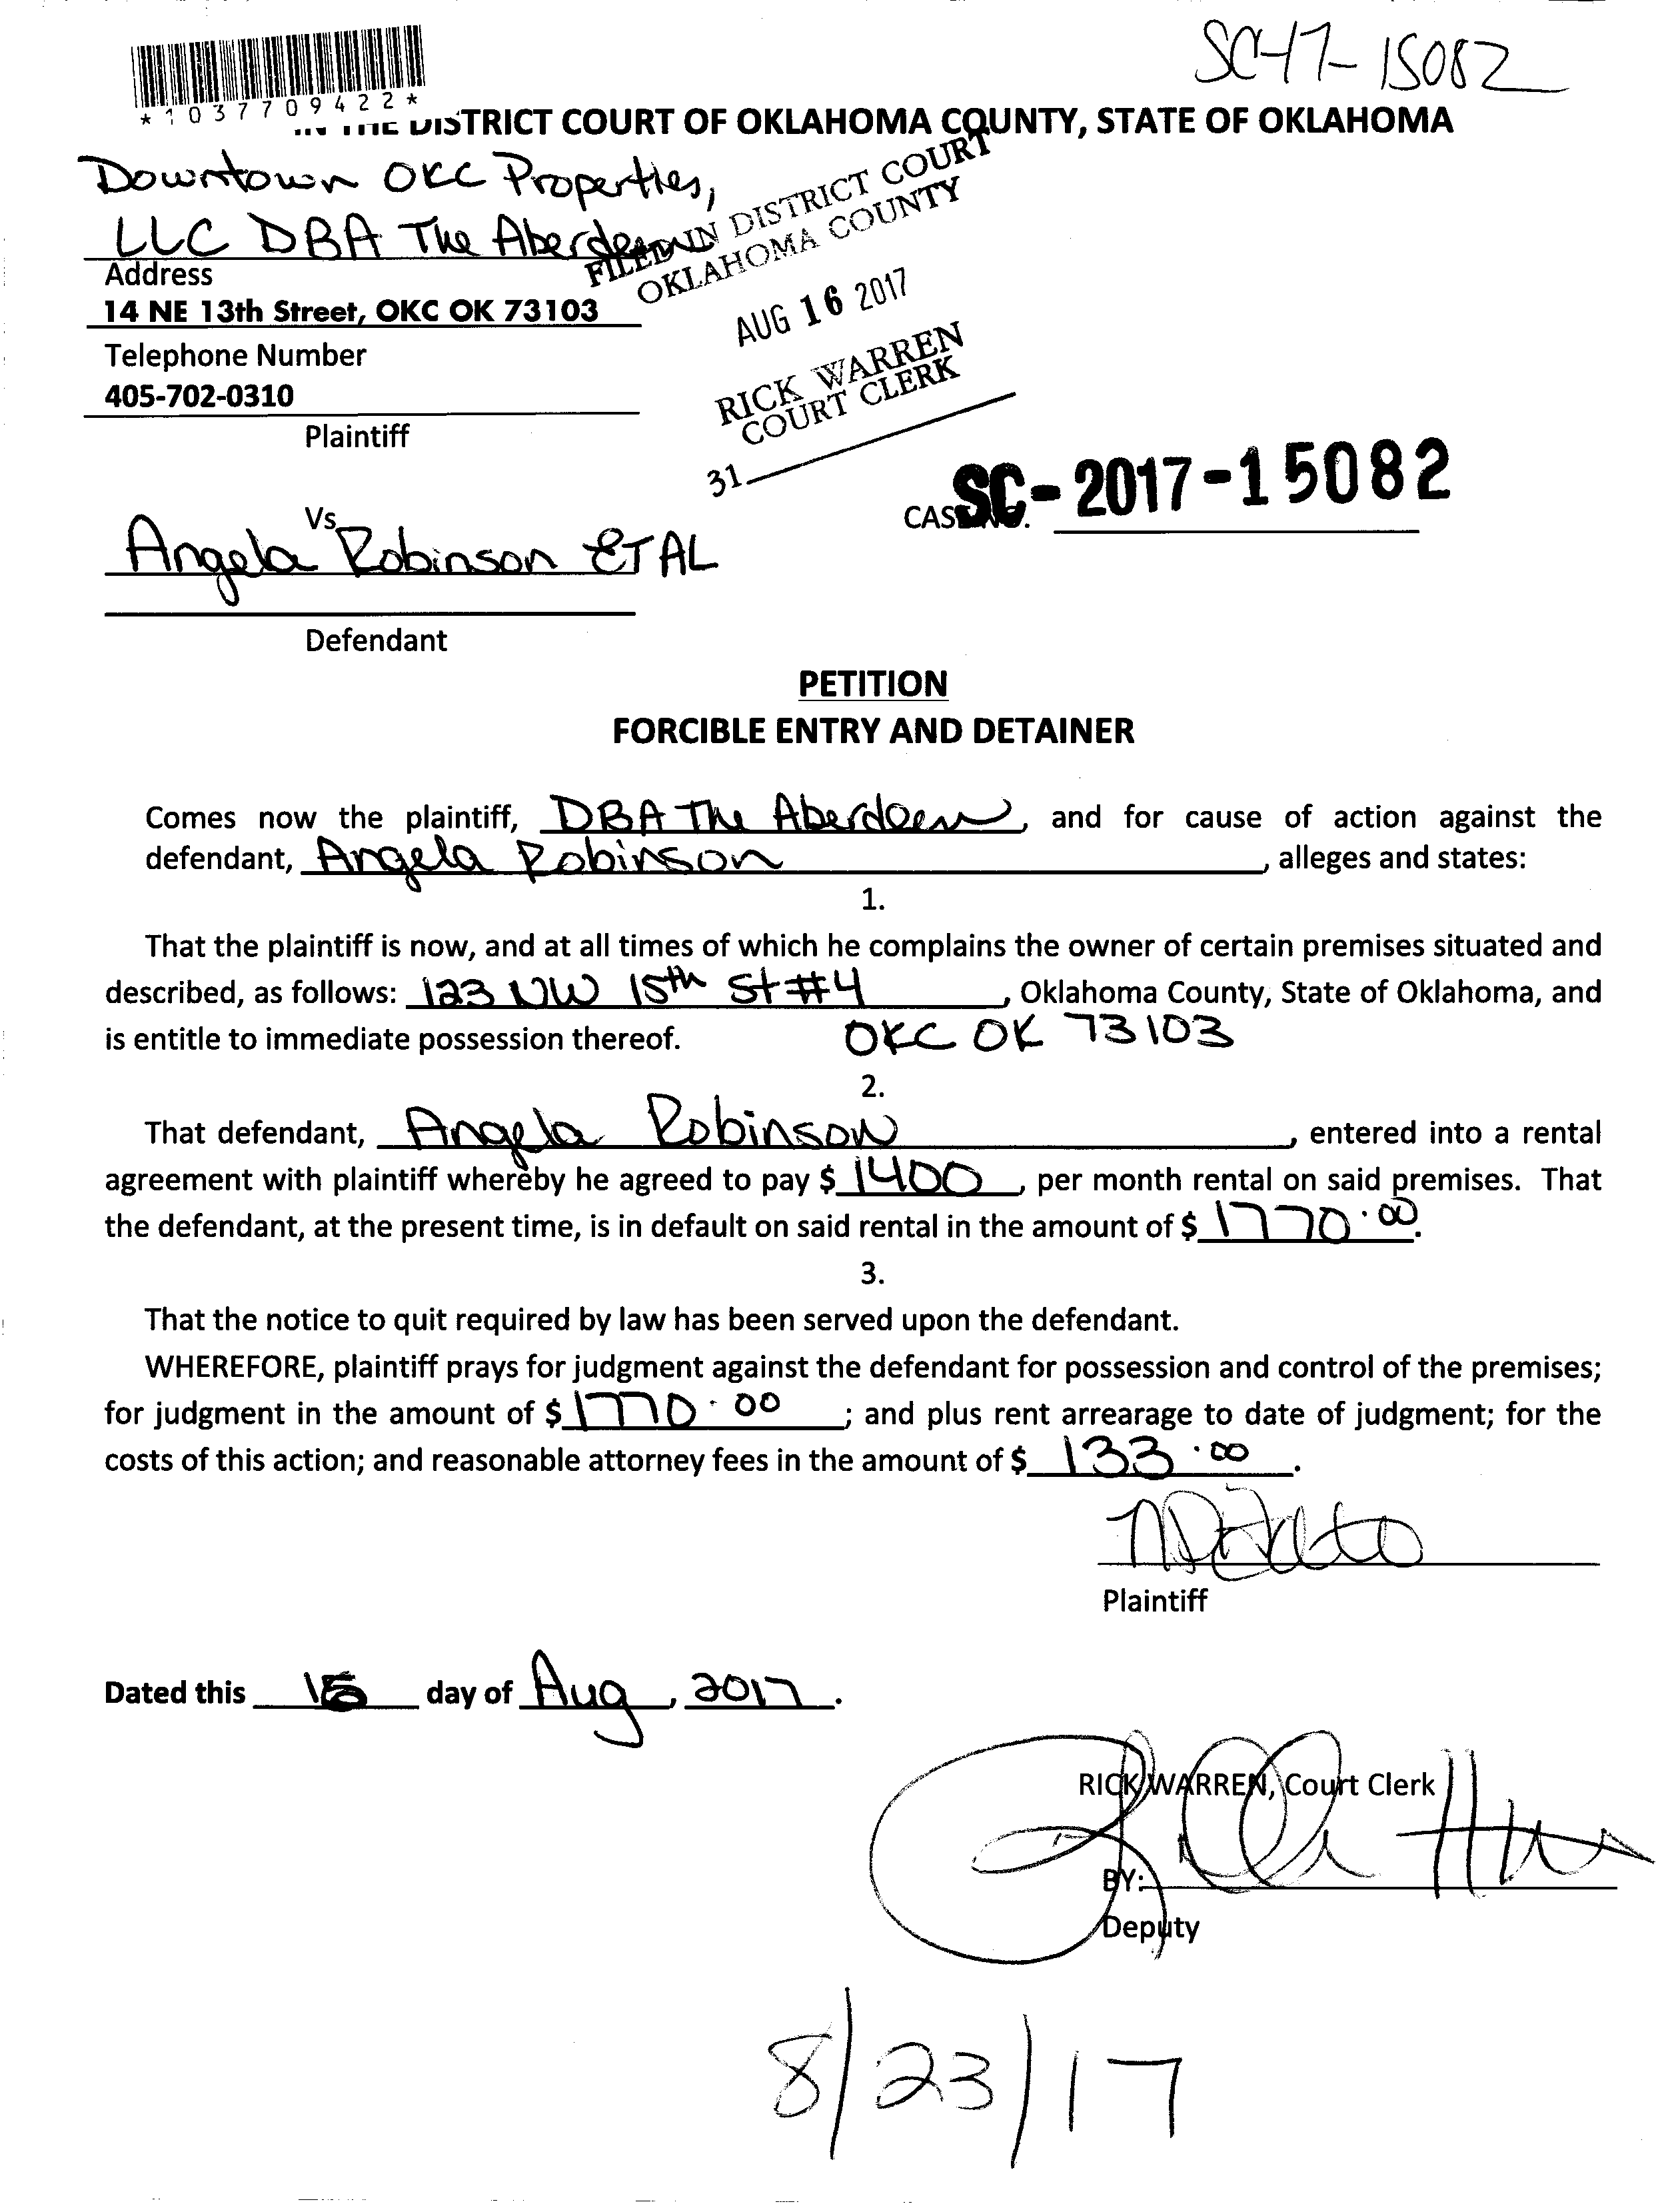 SC-17-15082
*1037709422*
IN THE DISTRICT COURT OF OKLAHOMA COUNTY, STATE OF OKLAHOMA
Downtown OKC Properties,
LLC DBA The Aberdeen
FILED IN DISTRICT COURT
OKLAHOMA COUNTY
Address
14 NE 13th Street, OKC OK 73103
AUG 16 2017
Telephone Number
405-702-0310
RICK WARREN
COURT CLERK
Plaintiff
31
SC-2017-15082
CASE NO.
Vs
Angela Robinson ET AL
Defendant
PETITION
FORCIBLE ENTRY AND DETAINER
Comes now the plaintiff, DBA The Aberdeen, and for cause of action against the
defendant, Angela Robinson, alleges and states:
1.
That the plaintiff is now, and at all times of which he complains the owner of certain premises situated and
described, as follows: 123 NW 15th St #4, Oklahoma County, State of Oklahoma, and
is entitle to immediate possession thereof. OKC OK 73103
2.
That defendant, Angela Robinson, entered into a rental
agreement with plaintiff whereby he agreed to pay $ 1400, per month rental on said premises. That
the defendant, at the present time, is in default on said rental in the amount of $ 1770.00.
3.
That the notice to quit required by law has been served upon the defendant.
WHEREFORE, plaintiff prays for judgment against the defendant for possession and control of the premises;
for judgment in the amount of $ 1770.00; and plus rent arrearage to date of judgment; for the
costs of this action; and reasonable attorney fees in the amount of $ 133.00.
Plaintiff
Dated this day of Aug, 2017.
RICK WARREN, Court Clerk
BY:
Deputy
8/23/17